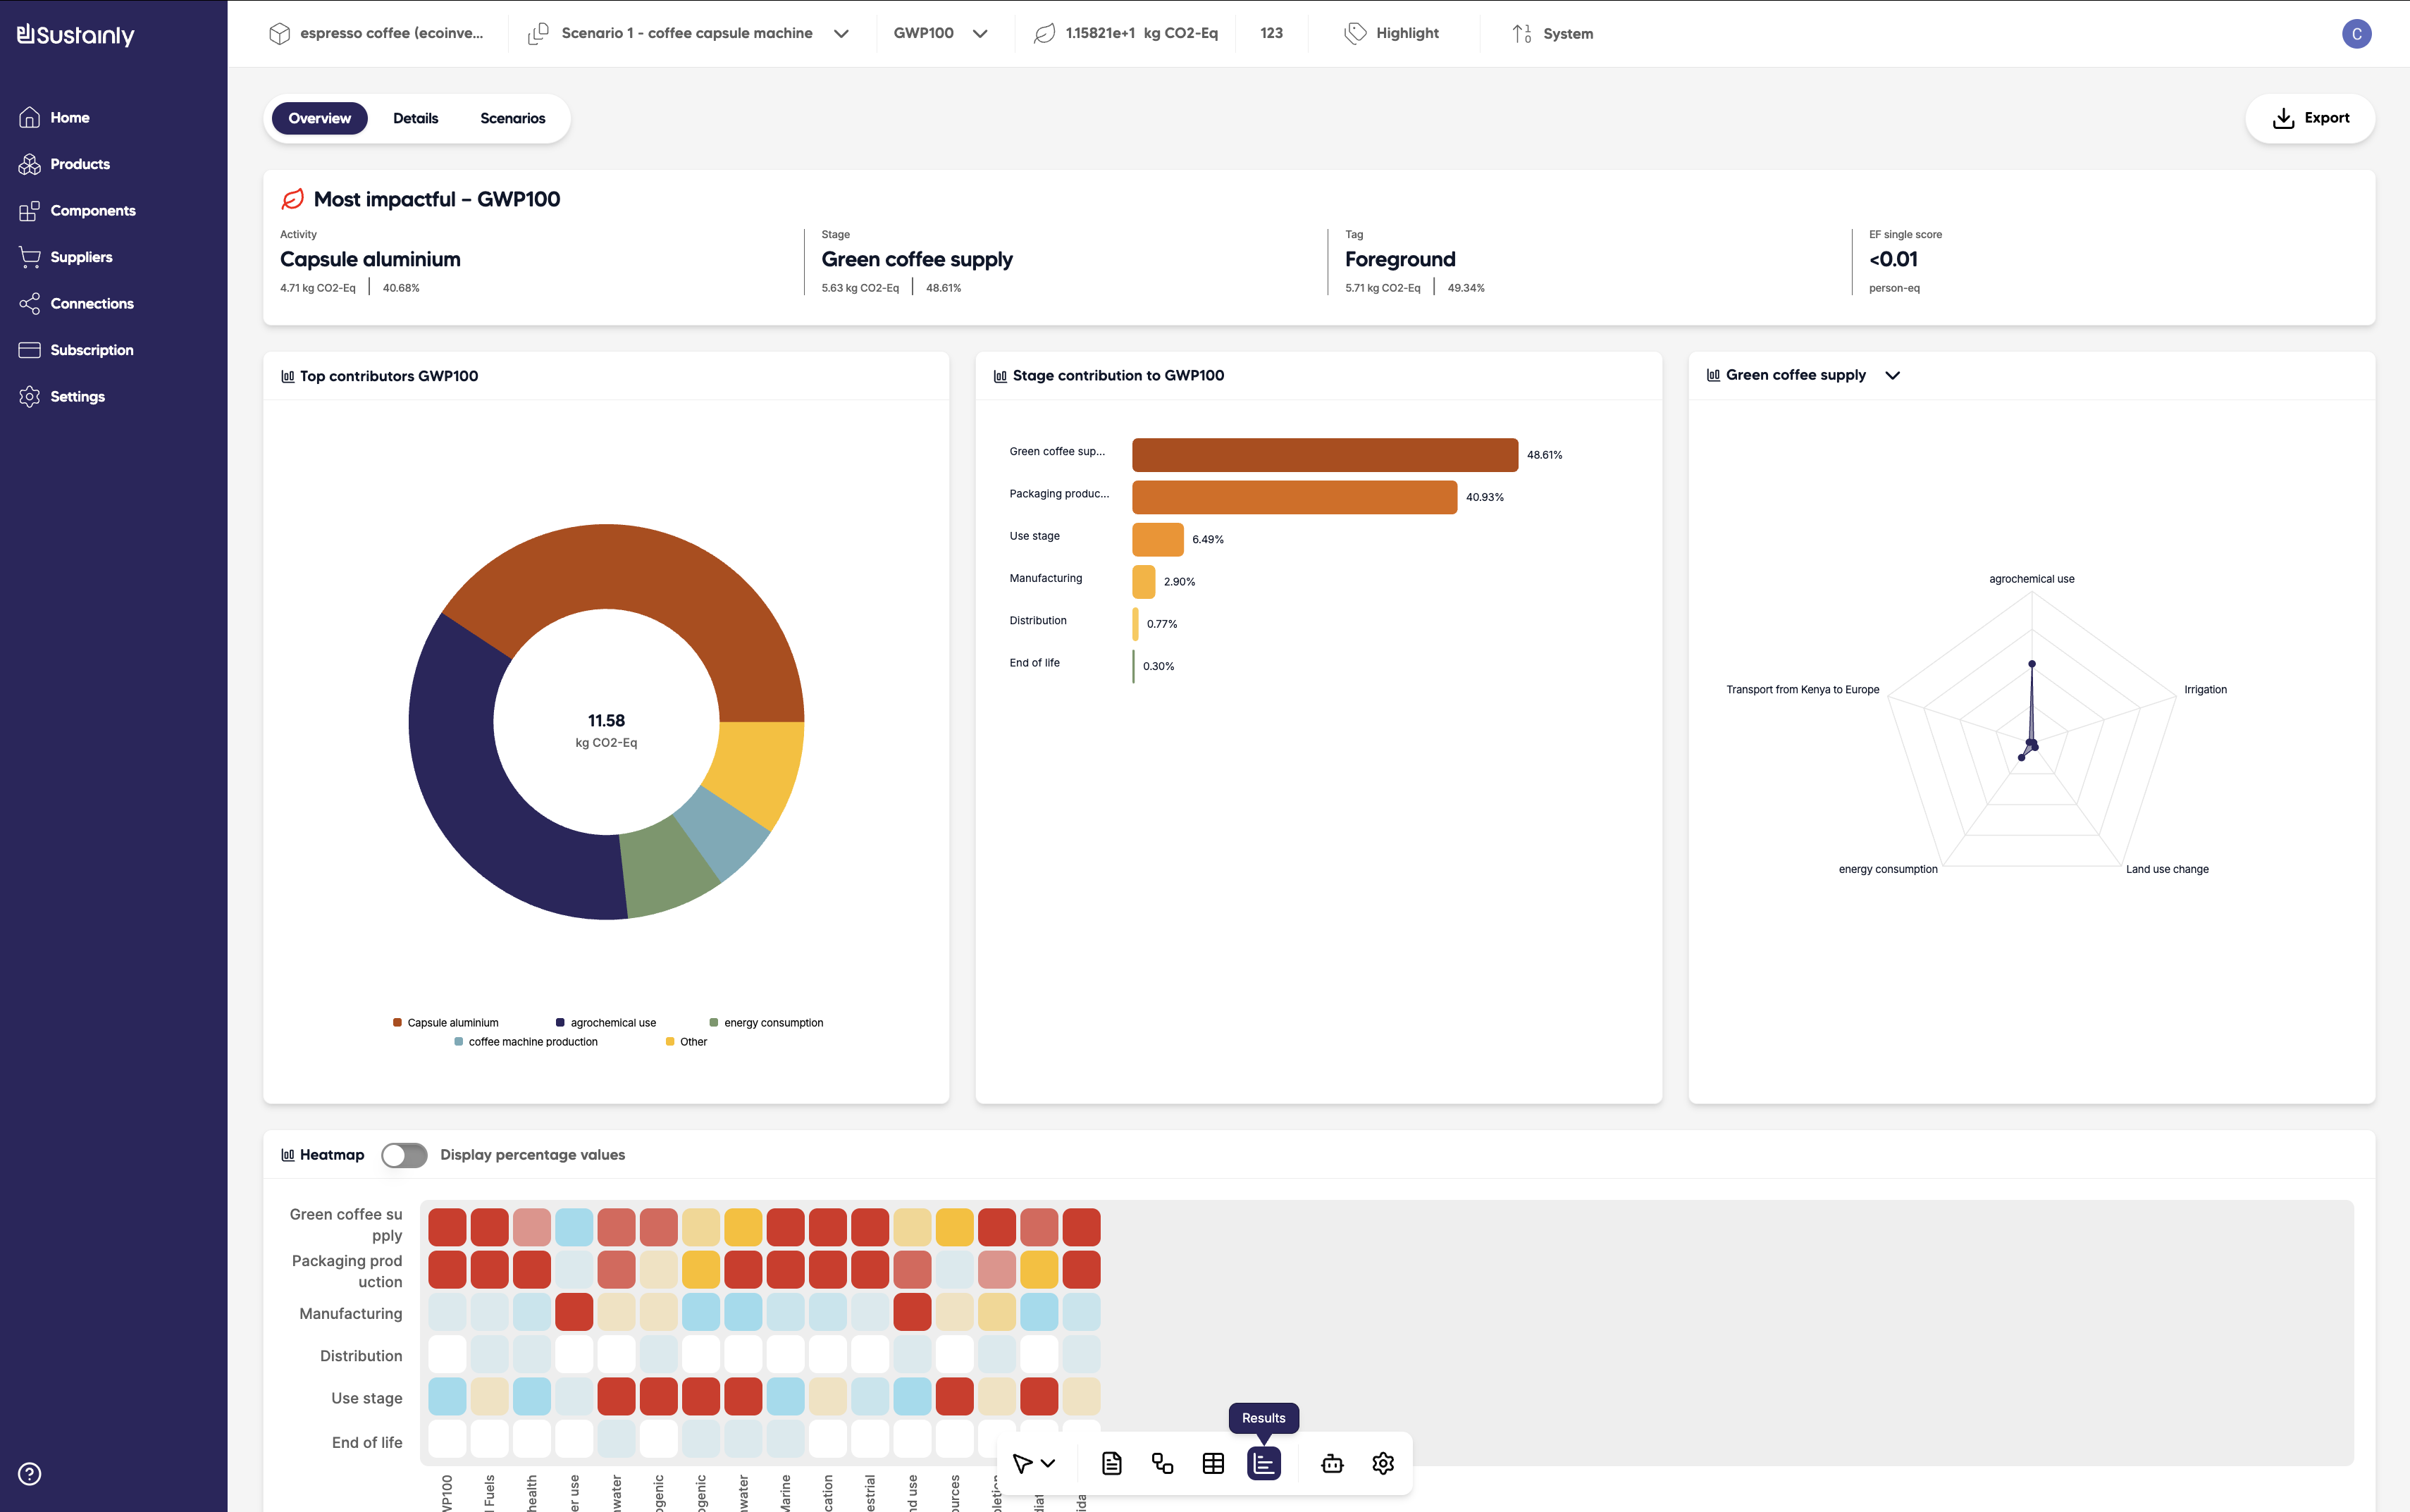 Sustainly
espresso coffee (ecoinve...
Scenario 1 - coffee capsule machine
GWP100
1.15821e+1 kg CO2-Eq
123
Highlight
System
C
Home
Products
Components
Suppliers
Connections
Subscription
Settings
Overview
Details
Scenarios
Export
Most impactful – GWP100
Activity
Capsule aluminium
4.71 kg CO2-Eq
40.68%
Stage
Green coffee supply
5.63 kg CO2-Eq
48.61%
Tag
Foreground
5.71 kg CO2-Eq
49.34%
EF single score
<0.01
person-eq
Top contributors GWP100
11.58
kg CO2-Eq
Capsule aluminium
agrochemical use
energy consumption
coffee machine production
Other
Stage contribution to GWP100
Green coffee sup...
48.61%
Packaging produc...
40.93%
Use stage
6.49%
Manufacturing
2.90%
Distribution
0.77%
End of life
0.30%
Green coffee supply
agrochemical use
Transport from Kenya to Europe
Irrigation
energy consumption
Land use change
Heatmap
Display percentage values
Green coffee su
pply
Packaging prod
uction
Manufacturing
Distribution
Use stage
End of life
Results
VP100
Fuels
health
er use
water
ogenic
ogenic
water
Marine
cation
estrial
nd use
ources